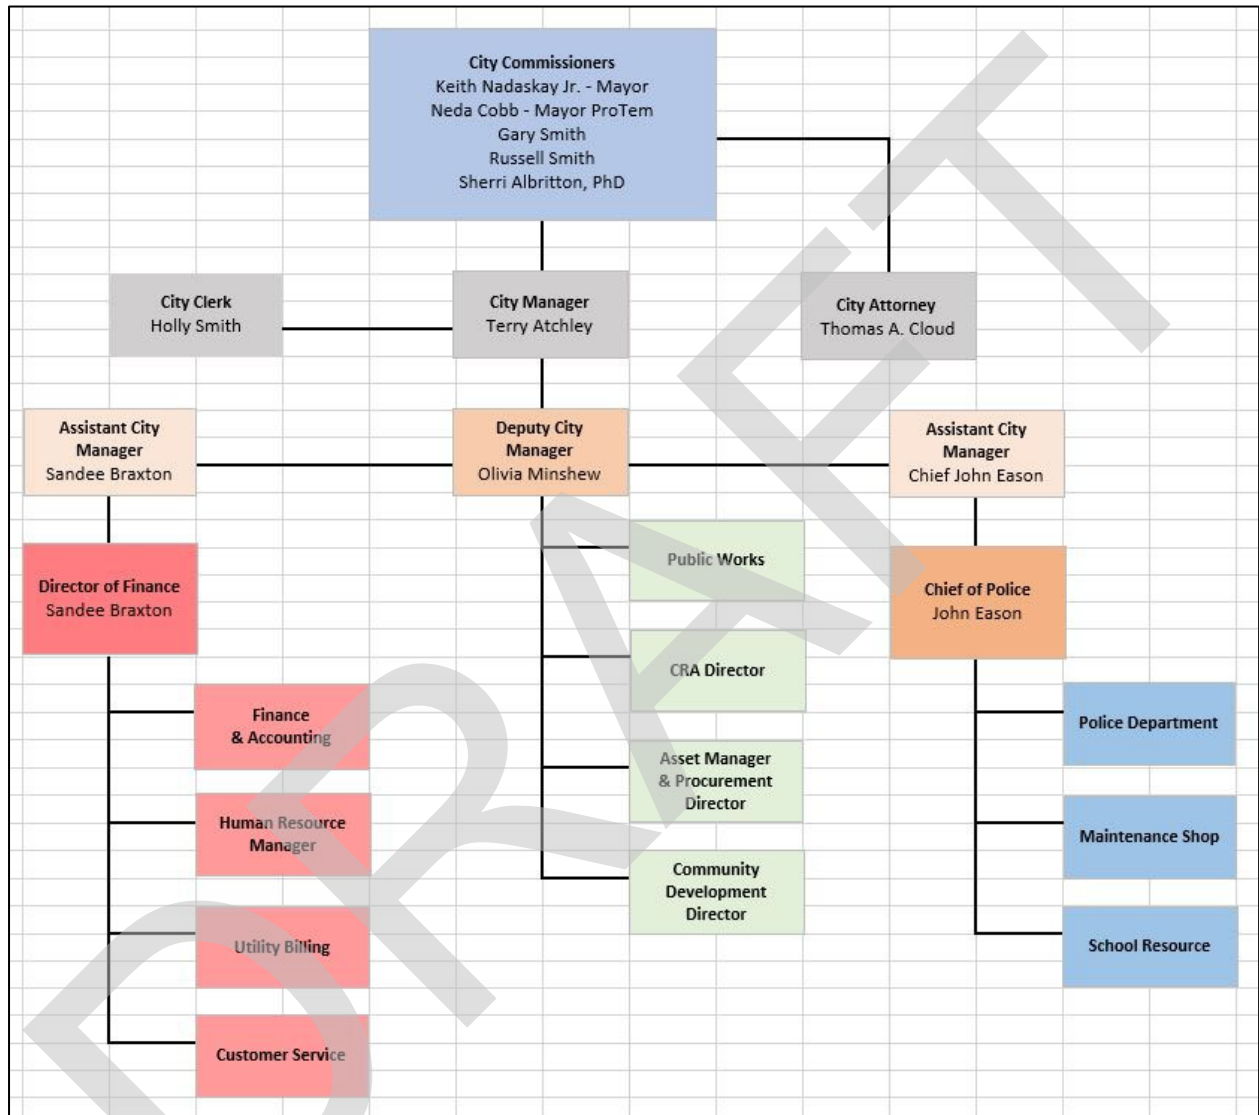 City Commissioners
Keith Nadaskay Jr. - Mayor
Neda Cobb - Mayor ProTem
Gary Smith
Russell Smith
Sherri Albritton, PhD
City Clerk
Holly Smith
City Manager
Terry Atchley
City Attorney
Thomas A. Cloud
Assistant City
Manager
Sandee Braxton
Deputy City
Manager
Olivia Minshew
Assistant City
Manager
Chief John Eason
Director of Finance
Sandee Braxton
Finance
& Accounting
Human Resource
Manager
Utility Billing
Customer Service
Public Works
CRA Director
Asset Manager
& Procurement
Director
Community
Development
Director
Chief of Police
John Eason
Police Department
Maintenance Shop
School Resource
DRAFT